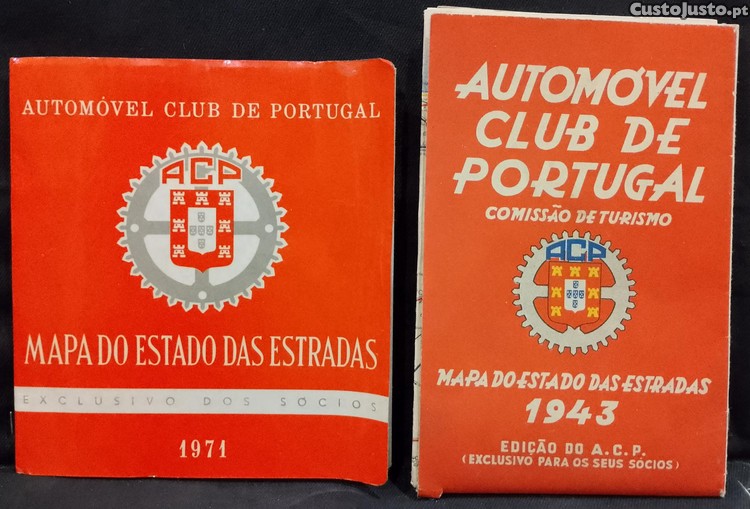 CustoJusto.pt
AUTOMÓVEL CLUB DE PORTUGAL
ACP
MAPA DO ESTADO DAS ESTRADAS
EXCLUSIVO DOS SÓCIOS
1971
AUTOMÓVEL
CLUB DE
PORTUGAL
COMISSÃO DE TURISMO
ACP
MAPA DO ESTADO DAS ESTRADAS
1943
EDIÇÃO DO A.C.P.
(EXCLUSIVO PARA OS SEUS SÓCIOS)